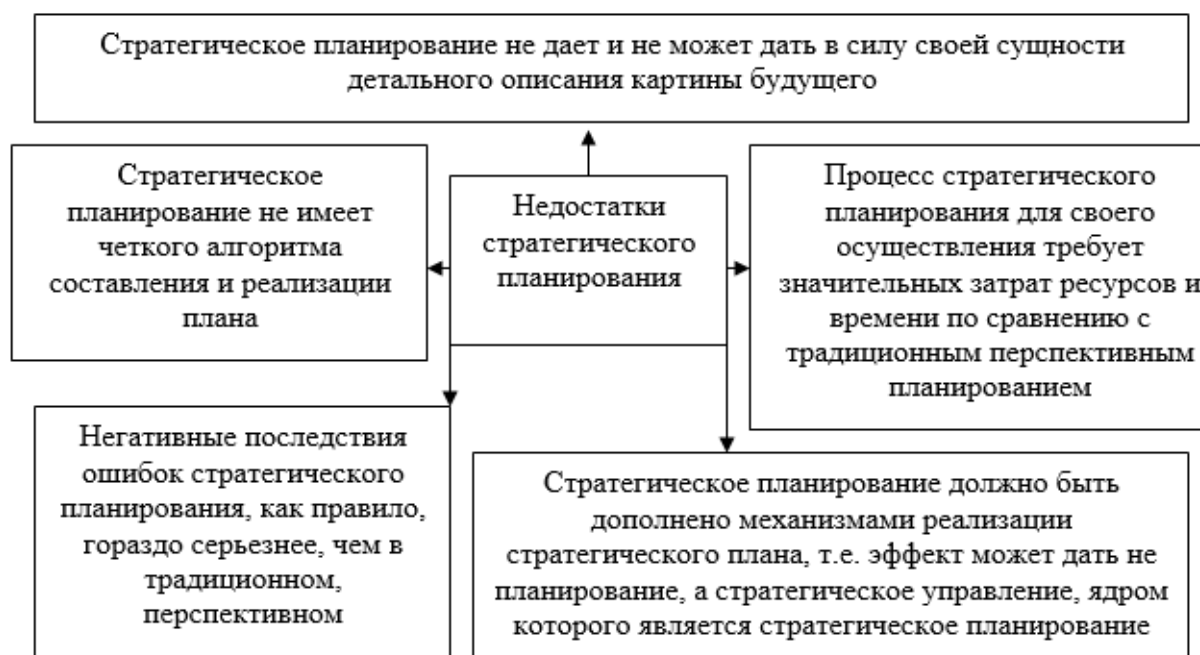 Стратегическое планирование не дает и не может дать в силу своей сущности
детального описания картины будущего
Стратегическое
планирование не имеет
четкого алгоритма
составления и реализации
плана
Недостатки
стратегического
планирования
Процесс стратегического
планирования для своего
осуществления требует
значительных затрат ресурсов и
времени по сравнению с
традиционным перспективным
планированием
Негативные последствия
ошибок стратегического
планирования, как правило,
гораздо серьезнее, чем в
традиционном,
перспективном
Стратегическое планирование должно быть
дополнено механизмами реализации
стратегического плана, т.е. эффект может дать не
планирование, а стратегическое управление, ядром
которого является стратегическое планирование